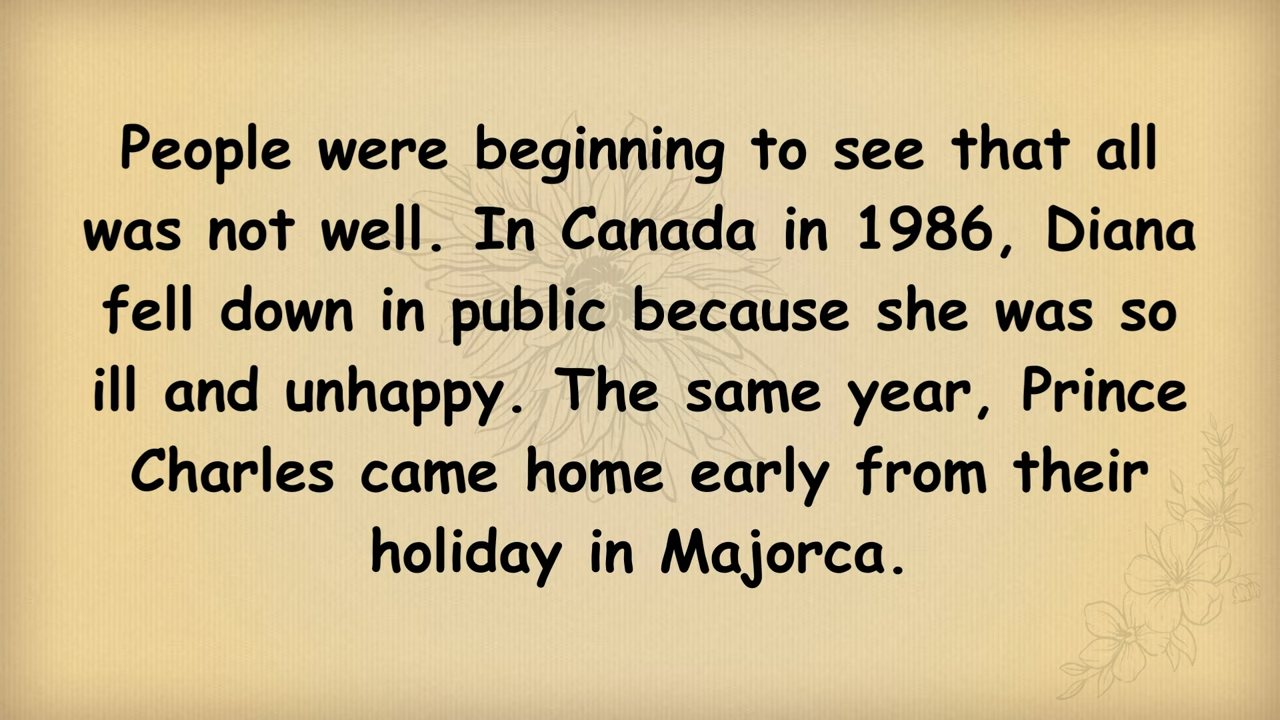 People were beginning to see that all
was not well. In Canada in 1986, Diana
fell down in public because she was so
ill and unhappy. The same year, Prince
Charles came home early from their
holiday in Majorca.